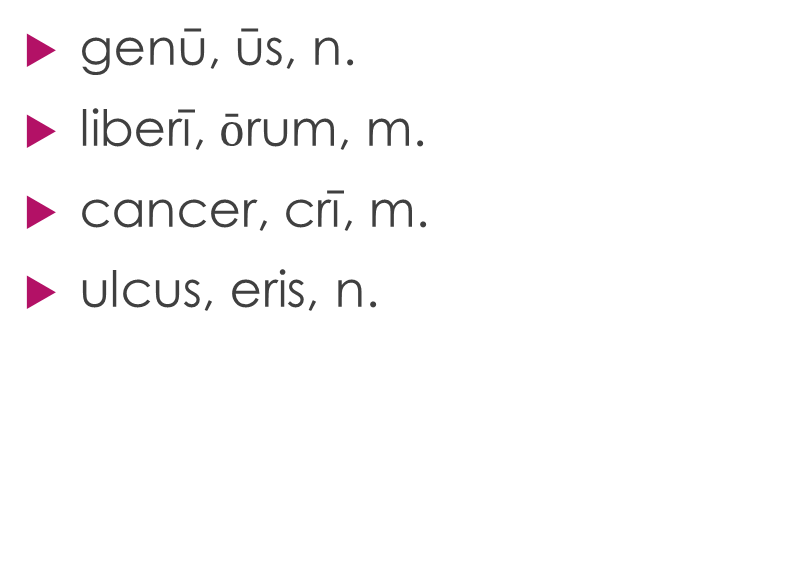 genū, ūs, n.
liberī, ōrum, m.
cancer, crī, m.
ulcus, eris, n.